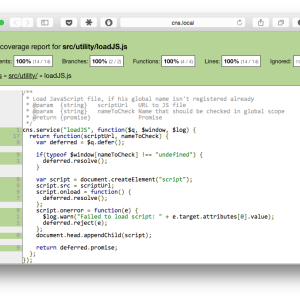 cns.local
coverage report for src/utility/loadJS.js
ents: 100% (14 / 14) Branches: 100% (2 / 2) Functions: 100% (4 / 4) Lines: 100% (14 / 14) Ignored:
» src/utility/ » loadJS.js
/**
* Load JavaScript file, if his global name isn't registered already
* @param {string} scriptUrl URL to JS file
* @param {string} nameToCheck Name that should be checked in global scope
* @return {promise} Promise
*/
cns.service("loadJS", function($q, $window, $log) {
return function(scriptUrl, nameToCheck) {
var deferred = $q.defer();
if(typeof $window[nameToCheck] !== "undefined") {
deferred.resolve();
}
var script = document.createElement("script");
script.src = scriptUrl;
script.onload = function() {
deferred.resolve();
};
script.onerror = function(e) {
$log.warn("Failed to load script: " + e.target.attributes[0].value);
deferred.reject(e);
};
document.head.appendChild(script);
return deferred.promise;
};
});